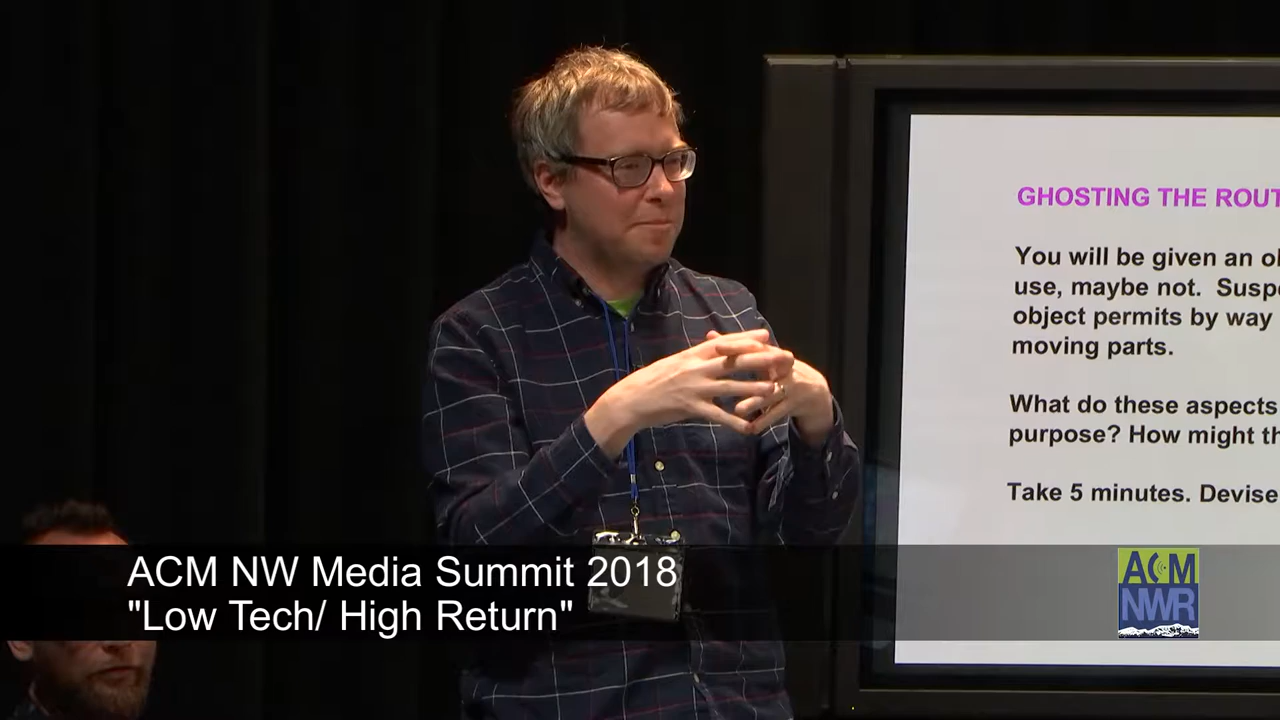 GHOSTING THE ROUT
You will be given an o
use, maybe not. Susp
object permits by way
moving parts.
What do these aspects
purpose? How might th
Take 5 minutes. Devise
ACM NW Media Summit 2018
"Low Tech/ High Return"
ACM
NWR